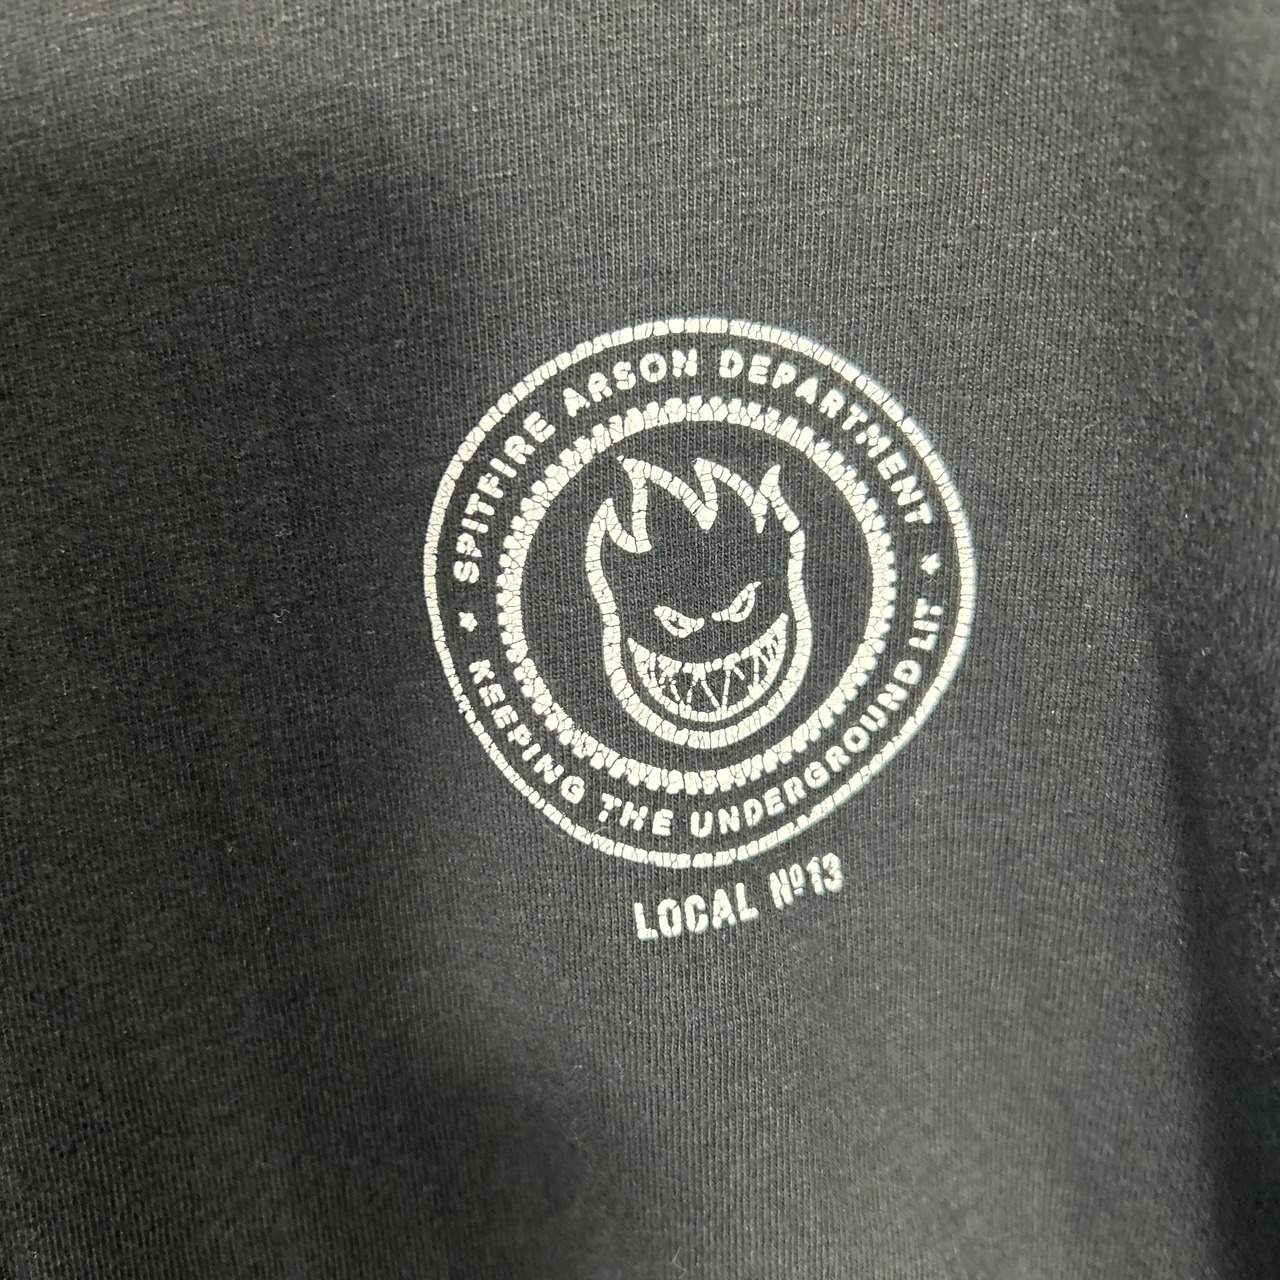 SPITFIRE ARSON DEPARTMENT
KEEPING THE UNDERGROUND LIT
LOCAL Nº13